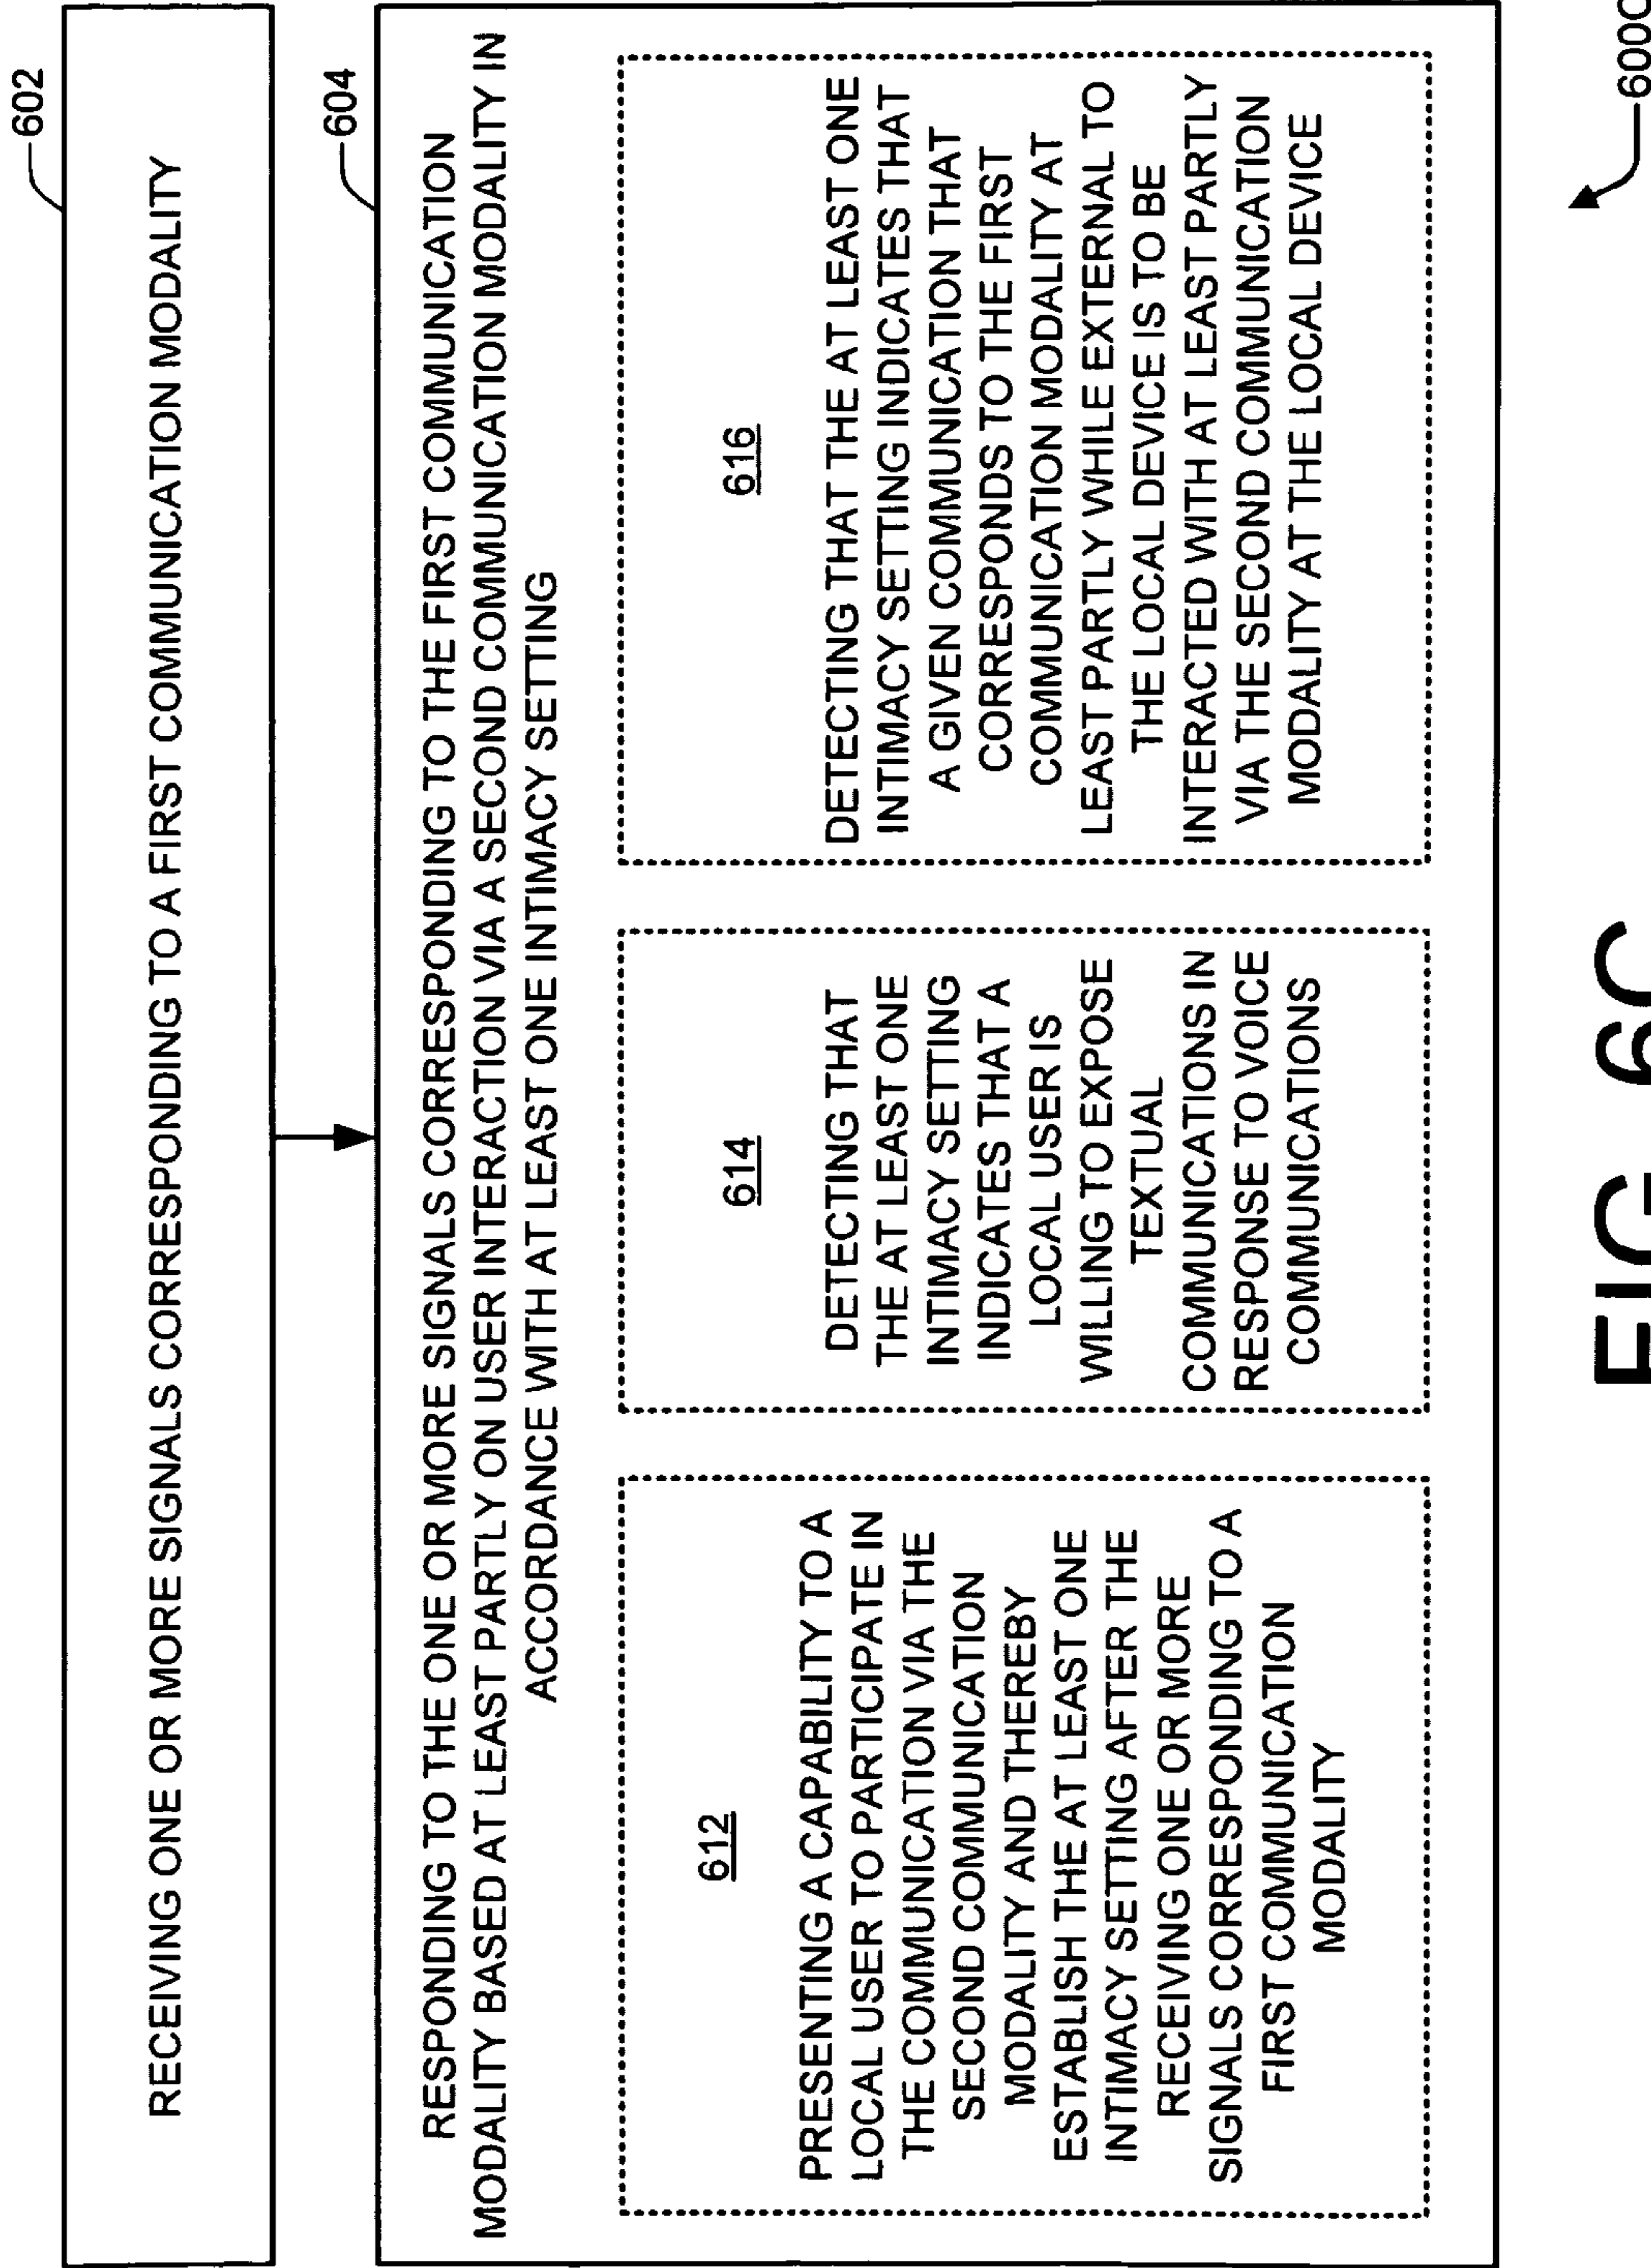 602
RECEIVING ONE OR MORE SIGNALS CORRESPONDING TO A FIRST COMMUNICATION MODALITY
604
RESPONDING TO THE ONE OR MORE SIGNALS CORRESPONDING TO THE FIRST COMMUNICATION
MODALITY BASED AT LEAST PARTLY ON USER INTERACTION VIA A SECOND COMMUNICATION MODALITY IN
ACCORDANCE WITH AT LEAST ONE INTIMACY SETTING
612
PRESENTING A CAPABILITY TO A
LOCAL USER TO PARTICIPATE IN
THE COMMUNICATION VIA THE
SECOND COMMUNICATION
MODALITY AND THEREBY
ESTABLISH THE AT LEAST ONE
INTIMACY SETTING AFTER THE
RECEIVING ONE OR MORE
SIGNALS CORRESPONDING TO A
FIRST COMMUNICATION
MODALITY
614
DETECTING THAT
THE AT LEAST ONE
INTIMACY SETTING
INDICATES THAT A
LOCAL USER IS
WILLING TO EXPOSE
TEXTUAL
COMMUNICATIONS IN
RESPONSE TO VOICE
COMMUNICATIONS
616
DETECTING THAT THE AT LEAST ONE
INTIMACY SETTING INDICATES THAT
A GIVEN COMMUNICATION THAT
CORRESPONDS TO THE FIRST
COMMUNICATION MODALITY AT
LEAST PARTLY WHILE EXTERNAL TO
THE LOCAL DEVICE IS TO BE
INTERACTED WITH AT LEAST PARTLY
VIA THE SECOND COMMUNICATION
MODALITY AT THE LOCAL DEVICE
600C
FIG. 6C